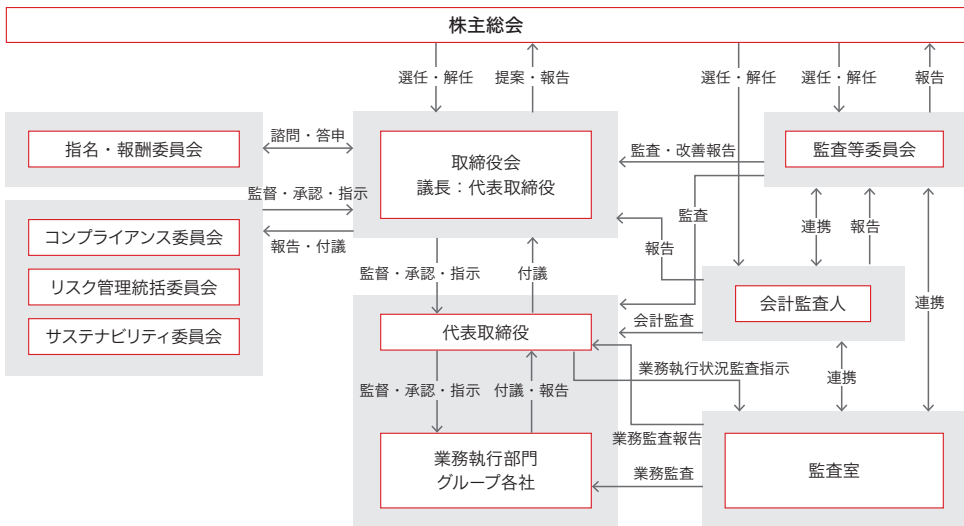 株主総会
選任・解任
提案・報告
選任・解任
選任・解任
報告
指名・報酬委員会
諮問・答申
取締役会
議長：代表取締役
監査・改善報告
監査等委員会
監督・承認・指示
報告・付議
コンプライアンス委員会
リスク管理統括委員会
サステナビリティ委員会
監査
報告
連携
報告
監督・承認・指示
付議
会計監査人
連携
代表取締役
会計監査
業務執行状況監査指示
連携
監督・承認・指示
付議・報告
業務監査報告
業務執行部門
グループ各社
業務監査
監査室